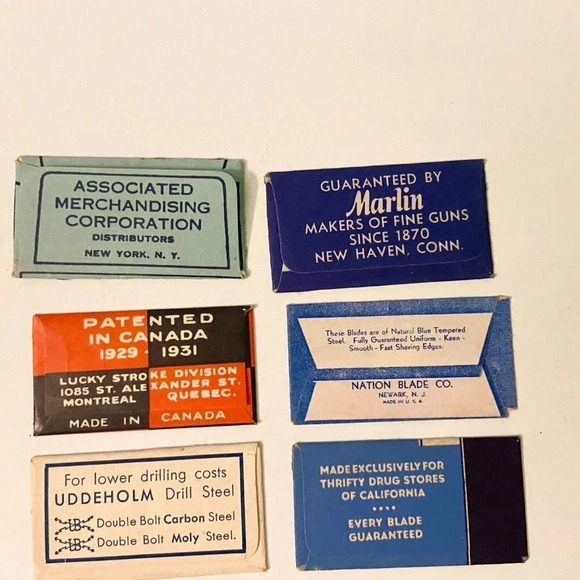 ASSOCIATED
MERCHANDISING
CORPORATION
DISTRIBUTORS
NEW YORK, N. Y.
GUARANTEED BY
Marlin
MAKERS OF FINE GUNS
SINCE 1870
NEW HAVEN, CONN.
PATENTED
IN CANADA
1929 - 1931
LUCKY STROKE DIVISION
1085 ST. ALEXANDER ST.
MONTREAL QUEBEC.
MADE IN CANADA
These Blades are of Natural Blue Tempered
Steel. Fully Guaranteed Uniform - Keen -
Smooth - Fast Shaving Edges.
NATION BLADE CO.
NEWARK, N. J.
MADE IN U. S. A.
For lower drilling costs
UDDEHOLM Drill Steel
UHB Double Bolt Carbon Steel
UHB Double Bolt Moly Steel.
MADE EXCLUSIVELY FOR
THRIFTY DRUG STORES
OF CALIFORNIA
EVERY BLADE
GUARANTEED